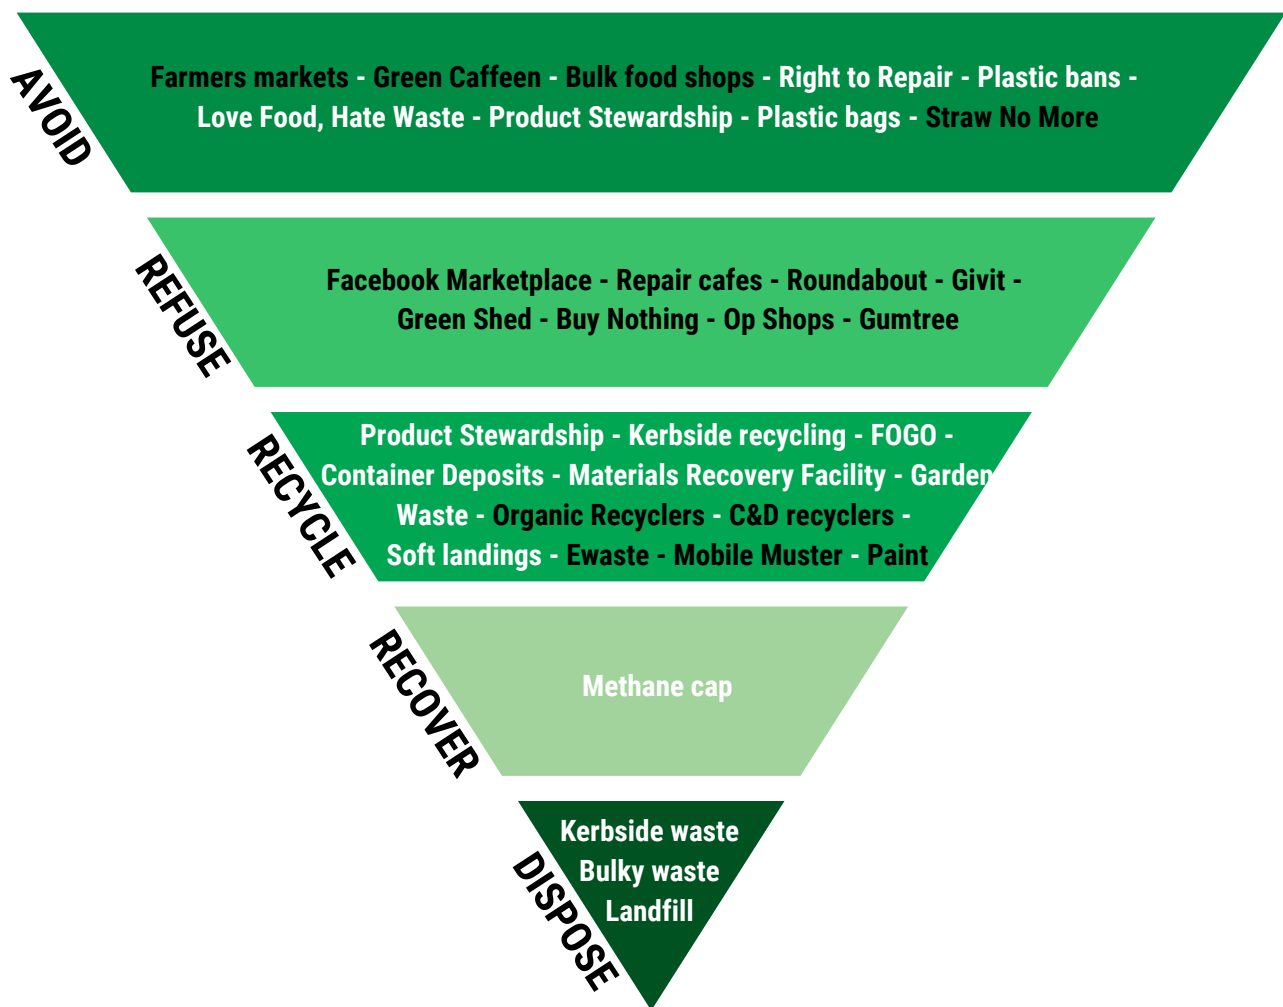 AVOID
Farmers markets - Green Caffeen - Bulk food shops - Right to Repair - Plastic bans -
Love Food, Hate Waste - Product Stewardship - Plastic bags - Straw No More
REFUSE
Facebook Marketplace - Repair cafes - Roundabout - Givit -
Green Shed - Buy Nothing - Op Shops - Gumtree
RECYCLE
Product Stewardship - Kerbside recycling - FOGO -
Container Deposits - Materials Recovery Facility - Garden
Waste - Organic Recyclers - C&D recyclers -
Soft landings - Ewaste - Mobile Muster - Paint
RECOVER
Methane cap
DISPOSE
Kerbside waste
Bulky waste
Landfill